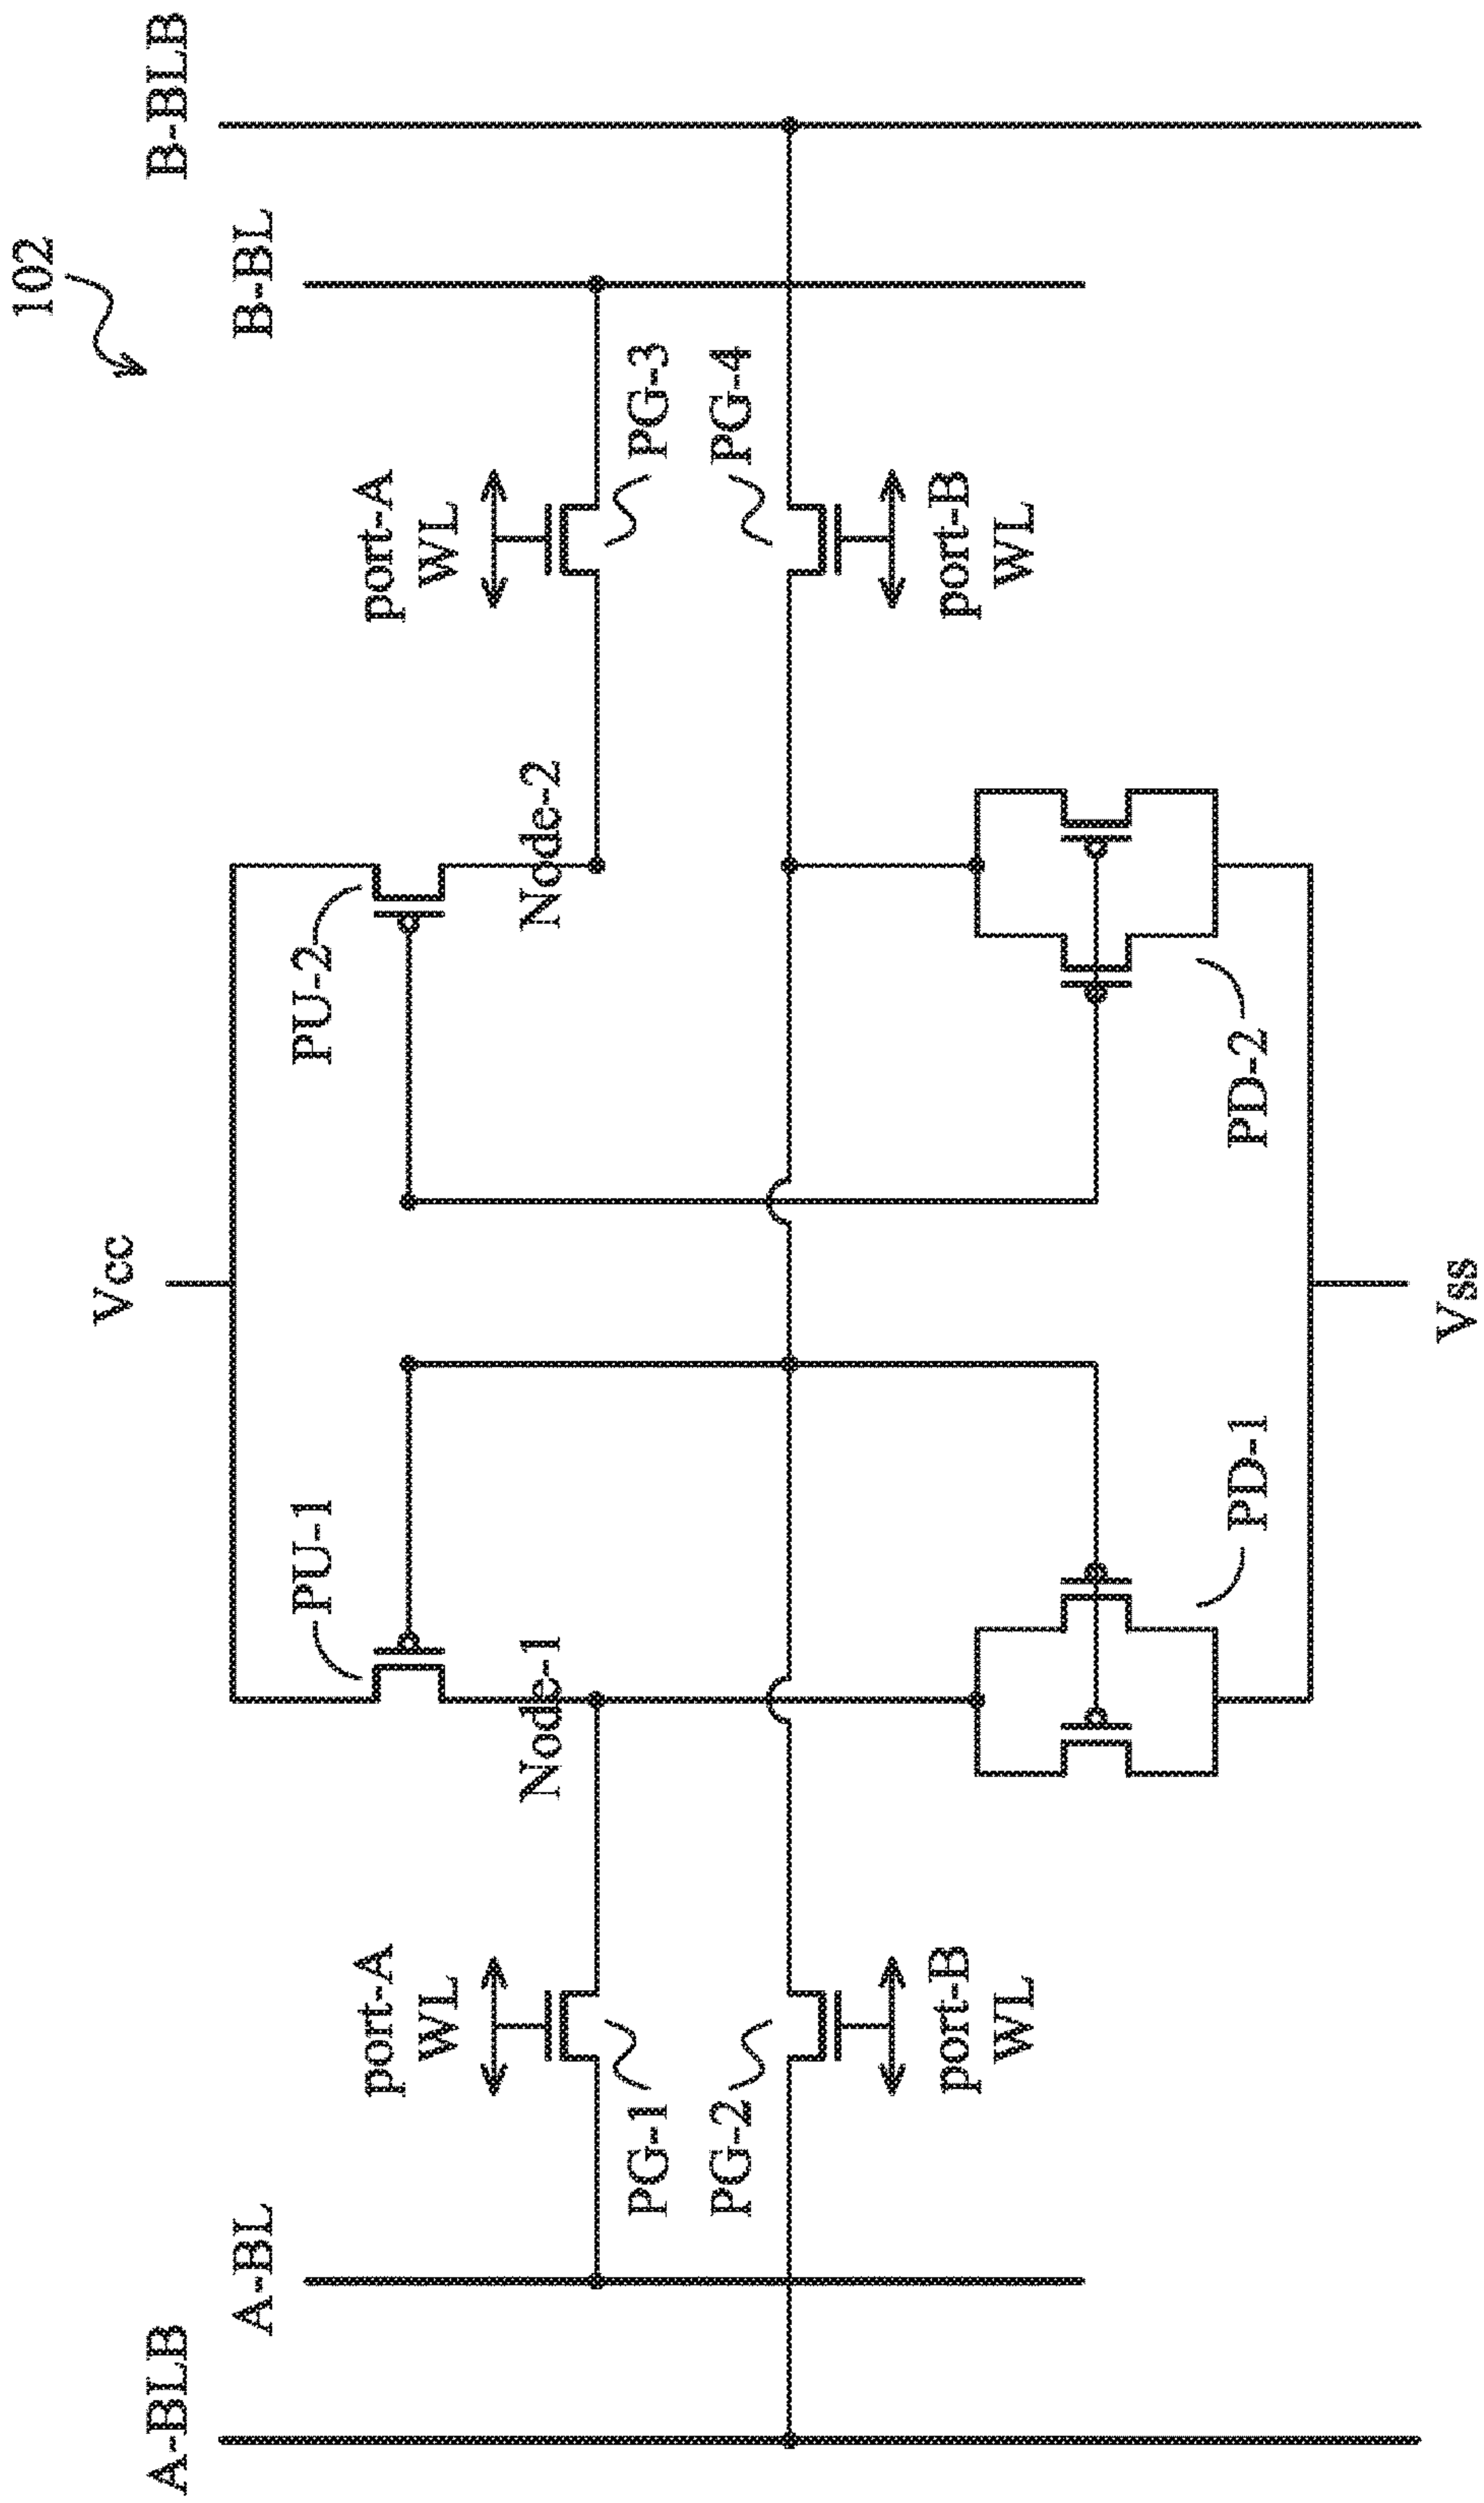 102
B-BLB
B-BL
Vcc
A-BLB
A-BL
PU-1
PU-2
port-A
WL
port-A
WL
Node-1
Node-2
PG-1
PG-3
PG-2
PG-4
port-B
WL
port-B
WL
PD-1
PD-2
Vss